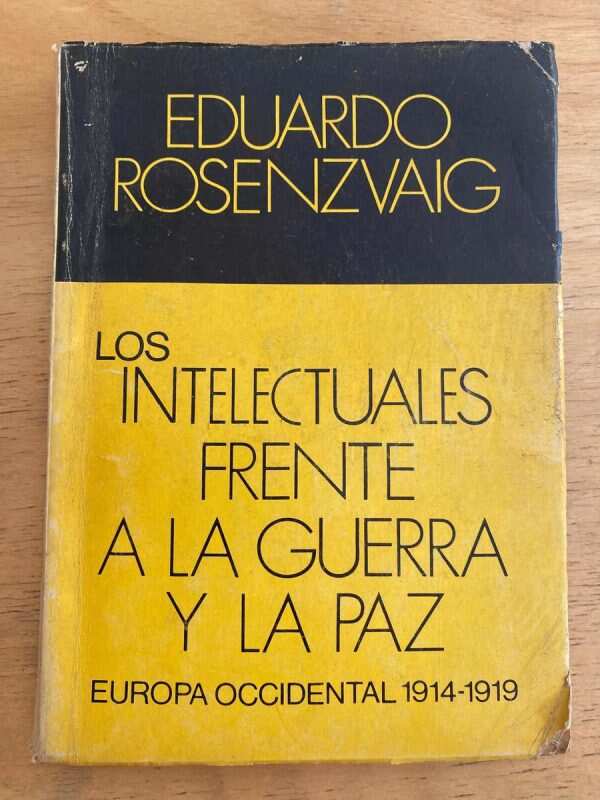 EDUARDO
ROSENZVAIG
LOS
INTELECTUALES
FRENTE
A LA GUERRA
Y LA PAZ
EUROPA OCCIDENTAL 1914-1919